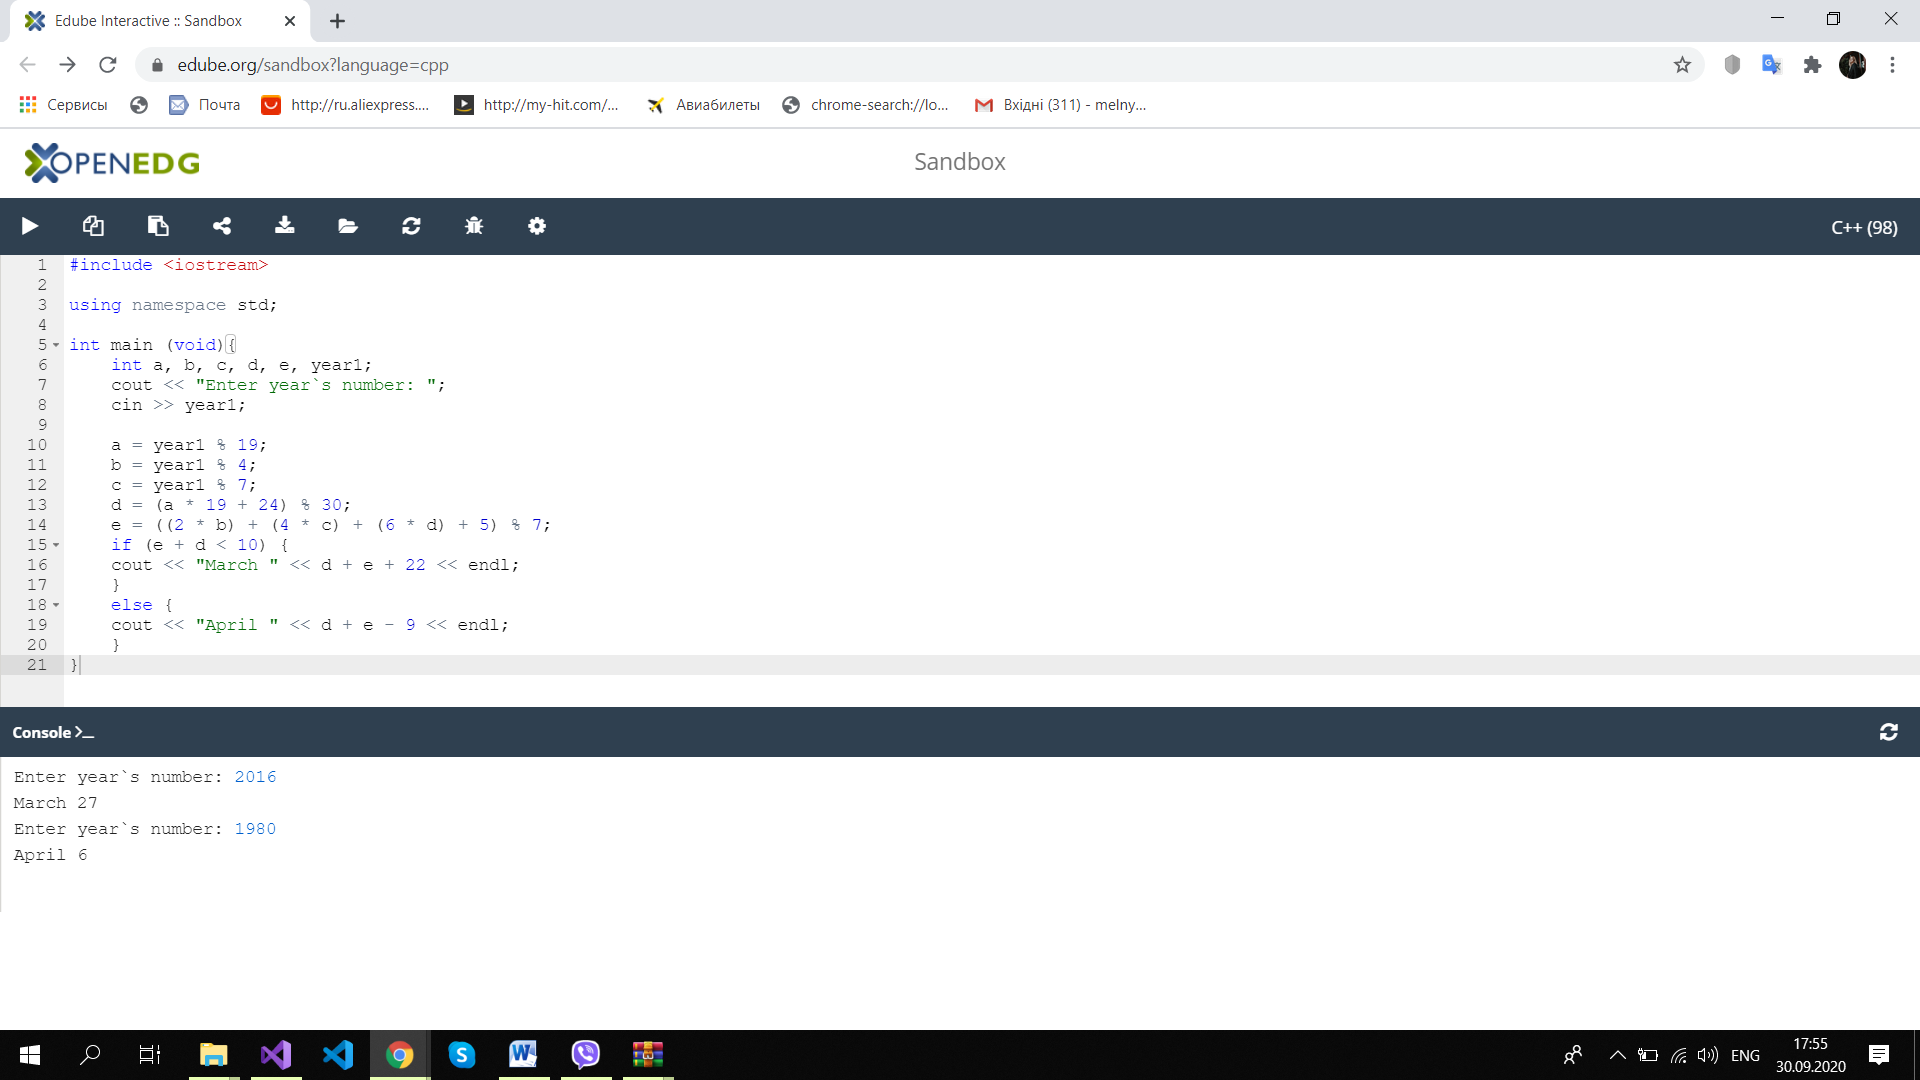 Edube Interactive :: Sandbox
edube.org/sandbox?language=cpp
Сервисы Почта http://ru.aliexpress.... http://my-hit.com/... Авиабилеты chrome-search://lo... Вхідні (311) - melny...
OPENEDG
Sandbox
C++ (98)
1 #include <iostream>
2
3 using namespace std;
4
5 int main (void){
6 int a, b, c, d, e, year1;
7 cout << "Enter year`s number: ";
8 cin >> year1;
9
10 a = year1 % 19;
11 b = year1 % 4;
12 c = year1 % 7;
13 d = (a * 19 + 24) % 30;
14 e = ((2 * b) + (4 * c) + (6 * d) + 5) % 7;
15 if (e + d < 10) {
16 cout << "March " << d + e + 22 << endl;
17 }
18 else {
19 cout << "April " << d + e - 9 << endl;
20 }
21 }
Console >_
Enter year`s number: 2016
March 27
Enter year`s number: 1980
April 6
ENG
17:55
30.09.2020